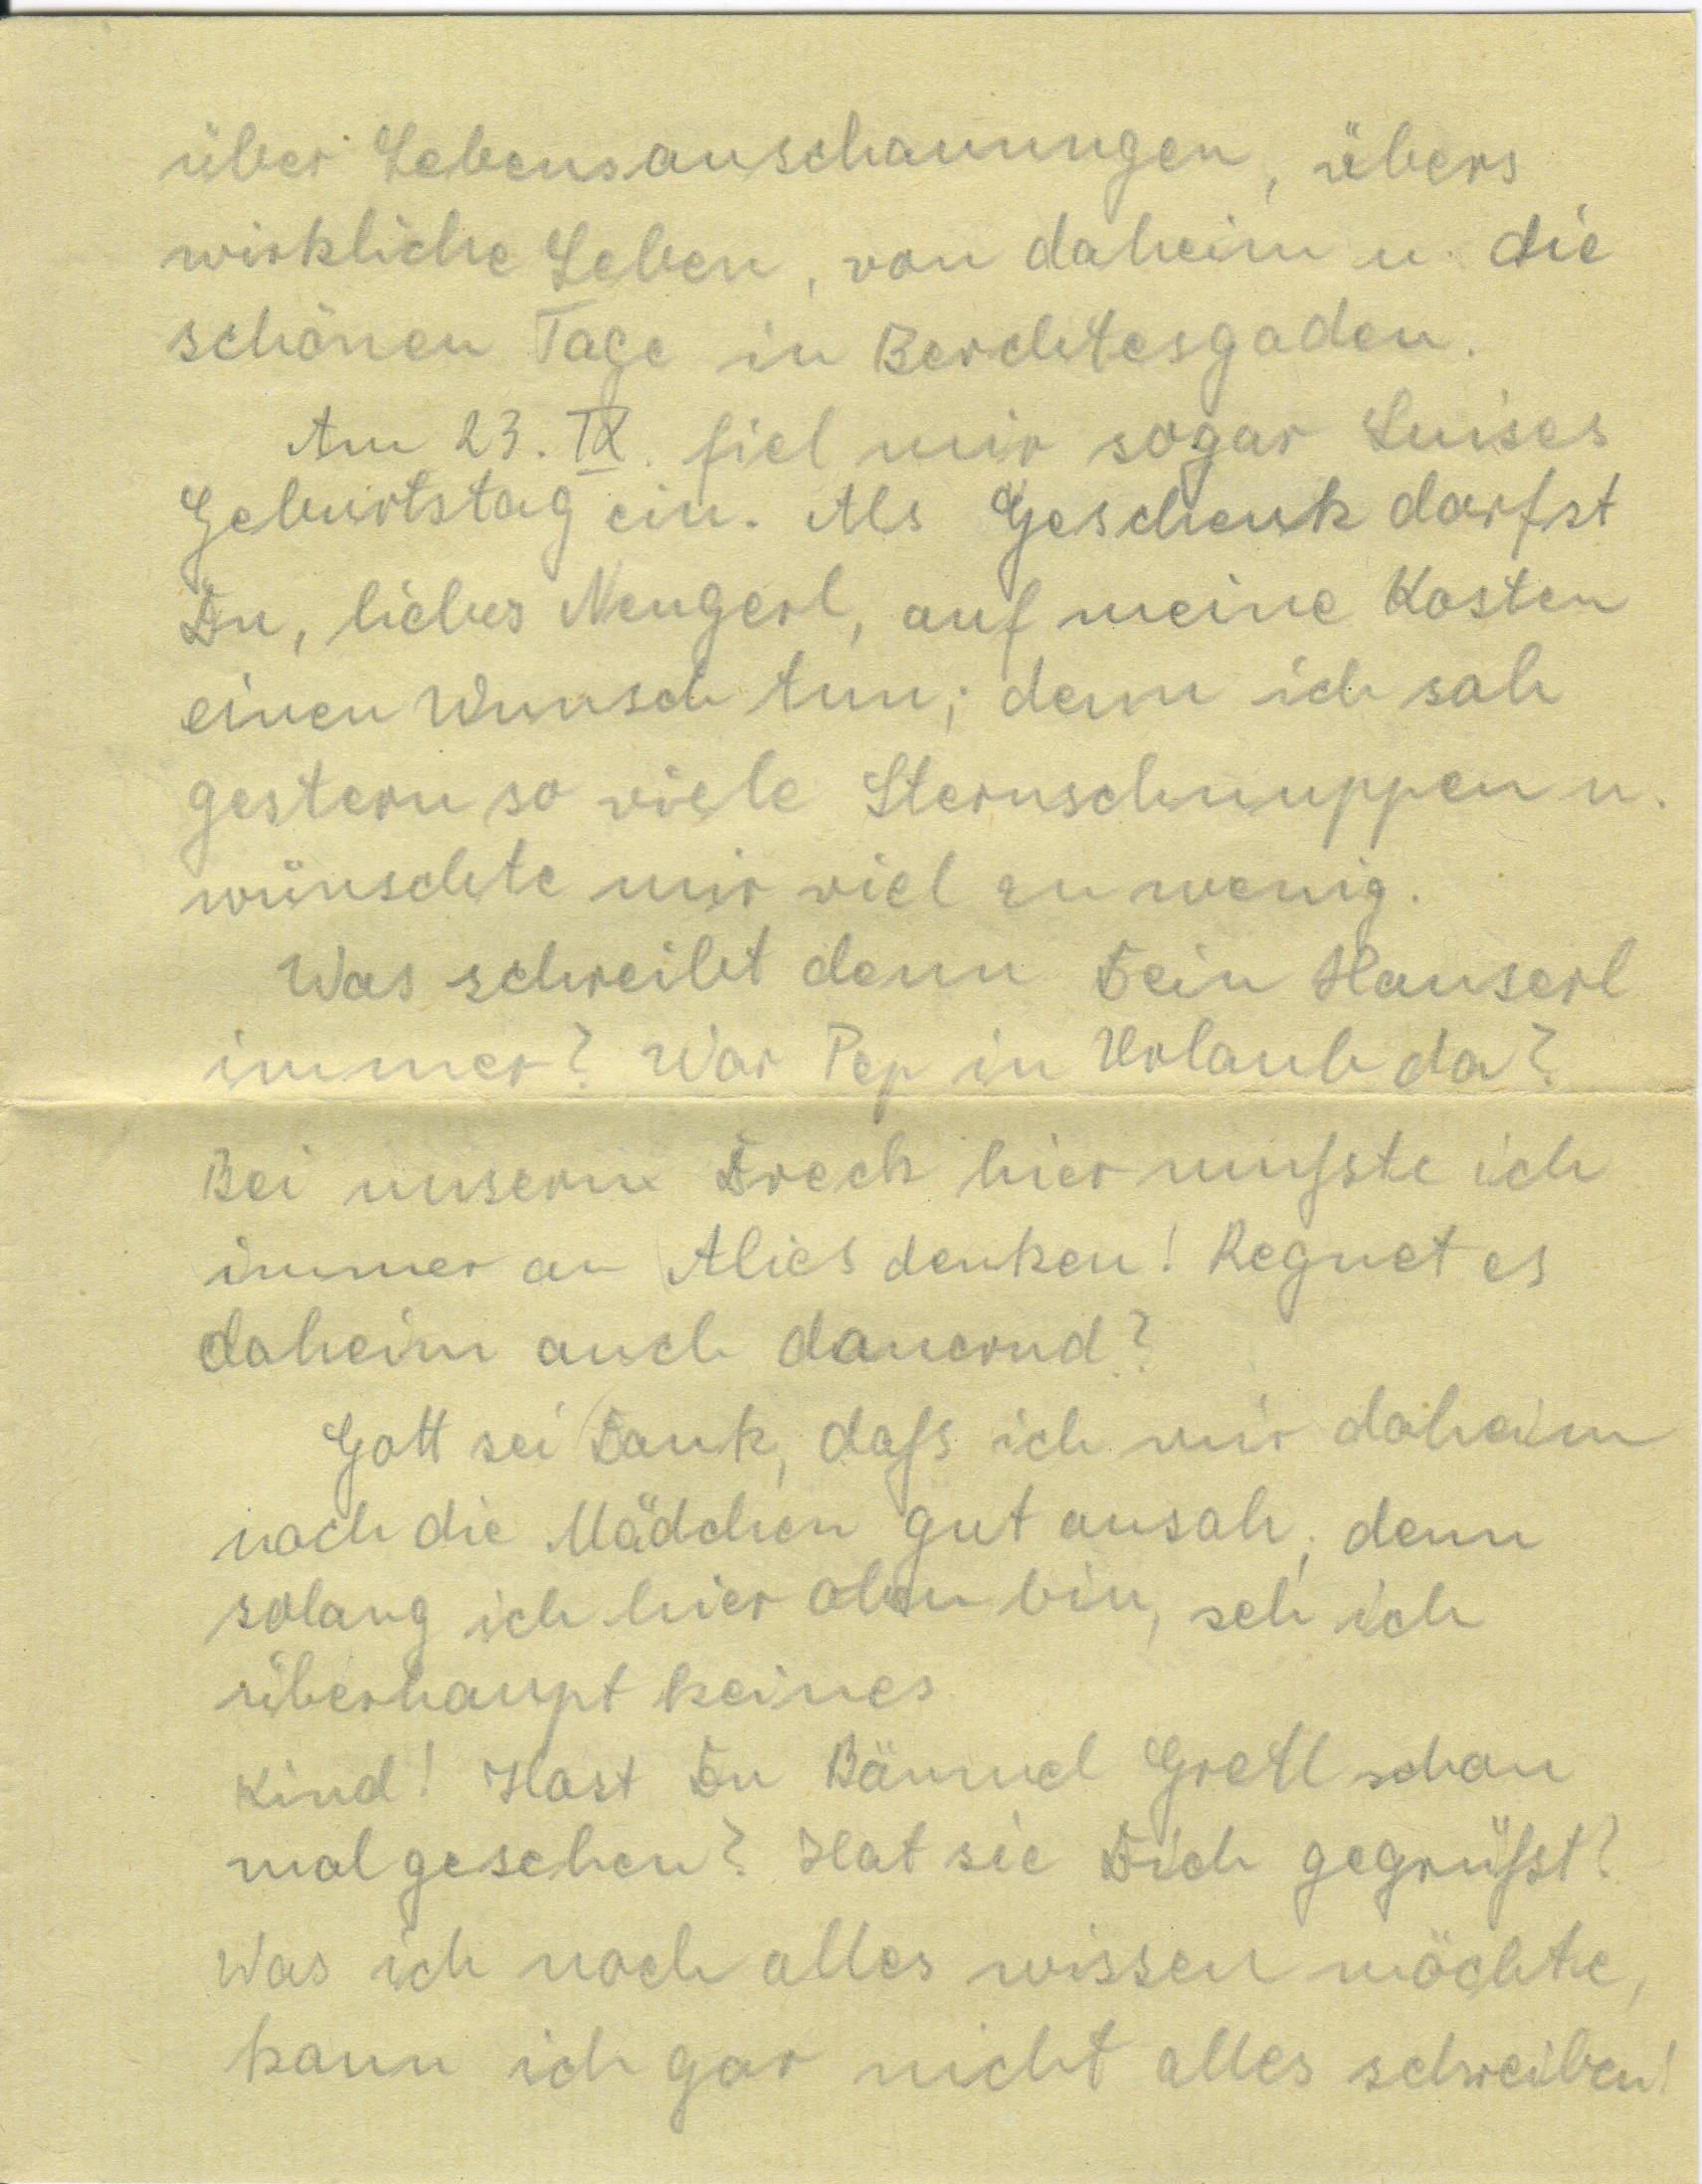 über Lebensanschauungen, übers
wirkliche Leben, von daheim u. die
schönen Tage in Berchtesgaden.
Am 23. IX. fiel mir sogar Luises
Geburtstag ein. Als Geschenk darfst
Du, liebes Neugerl, auf meine Kosten
einen Wunsch tun; denn ich sah
gestern so viele Sternschnuppen u.
wünschte mir viel zu wenig.
Was schreibt denn Dein Hanserl
immer? War Pep in Urlaub da?
Bei unserm Dreck hier musste ich
immer an Alies denken! Regnet es
daheim auch dauernd?
Gott sei Dank, dass ich mir daheim
noch die Mädchen gut ansah, denn
solang ich hier oben bin, seh ich
überhaupt keines
Kind! Hast Du Bäumel Gretl schon
mal gesehen? Hat sie Dich gegrüsst?
Was ich noch alles wissen möchte,
kann ich gar nicht alles schreiben!